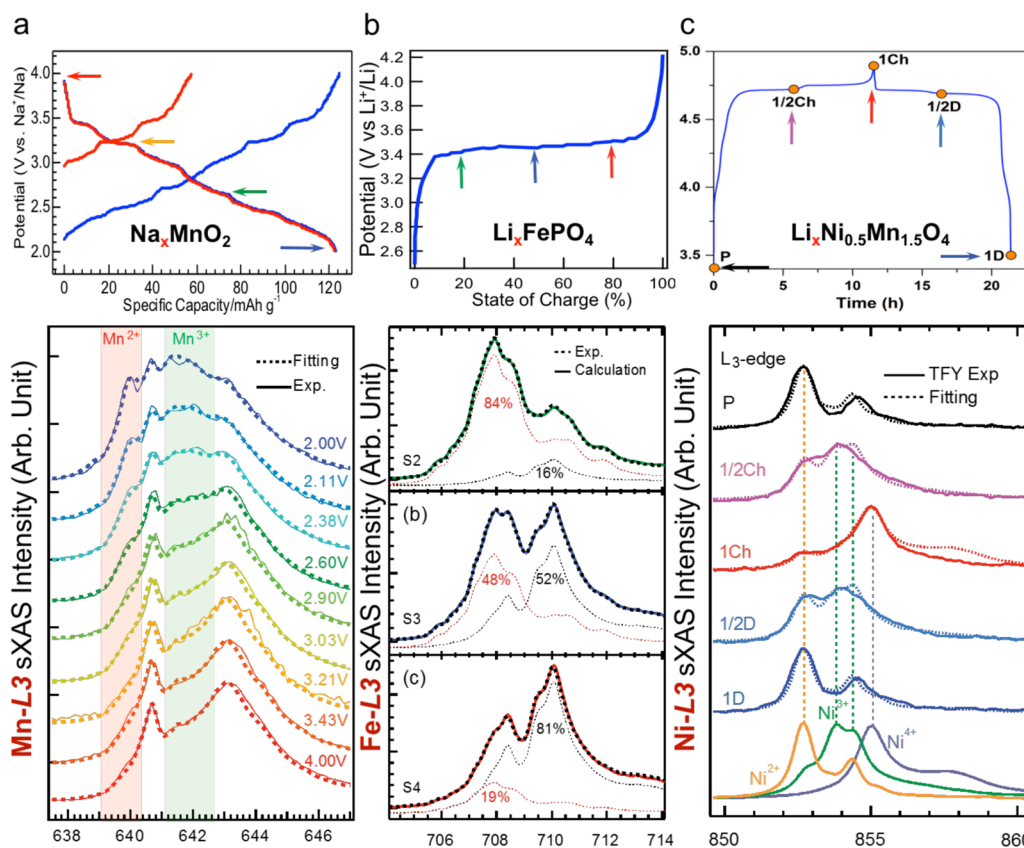 a
Potential (V vs. Na⁺/Na)
4.0
3.5
3.0
2.5
2.0
NaₓMnO₂
0 20 40 60 80 100 120
Specific Capacity/mAh g⁻¹
b
Potential (V vs Li⁺/Li)
4.2
4.0
3.8
3.6
3.4
3.2
3.0
2.8
2.6
LiₓFePO₄
0 20 40 60 80 100
State of Charge (%)
c
5.0
4.5
4.0
3.5
1Ch
1/2Ch
1/2D
LiₓNi₀.₅Mn₁.₅O₄
P
1D
0 5 10 15 20
Time (h)
Mn-L3 sXAS Intensity (Arb. Unit)
Mn²⁺
Mn³⁺
Fitting
Exp.
2.00V
2.11V
2.38V
2.60V
2.90V
3.03V
3.21V
3.43V
4.00V
638 640 642 644 646
Fe-L3 sXAS Intensity (Arb. Unit)
Exp.
Calculation
84%
S2
16%
(b)
48%
52%
S3
(c)
81%
S4
19%
706 708 710 712 714
Ni-L3 sXAS Intensity (Arb. Unit)
L₃-edge
TFY Exp
Fitting
P
1/2Ch
1Ch
1/2D
1D
Ni³⁺
Ni⁴⁺
Ni²⁺
850 855 860